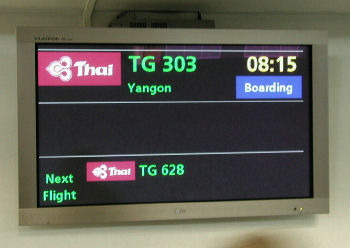 Thai TG 303 08:15
Yangon Boarding
Thai TG 628
Next
Flight